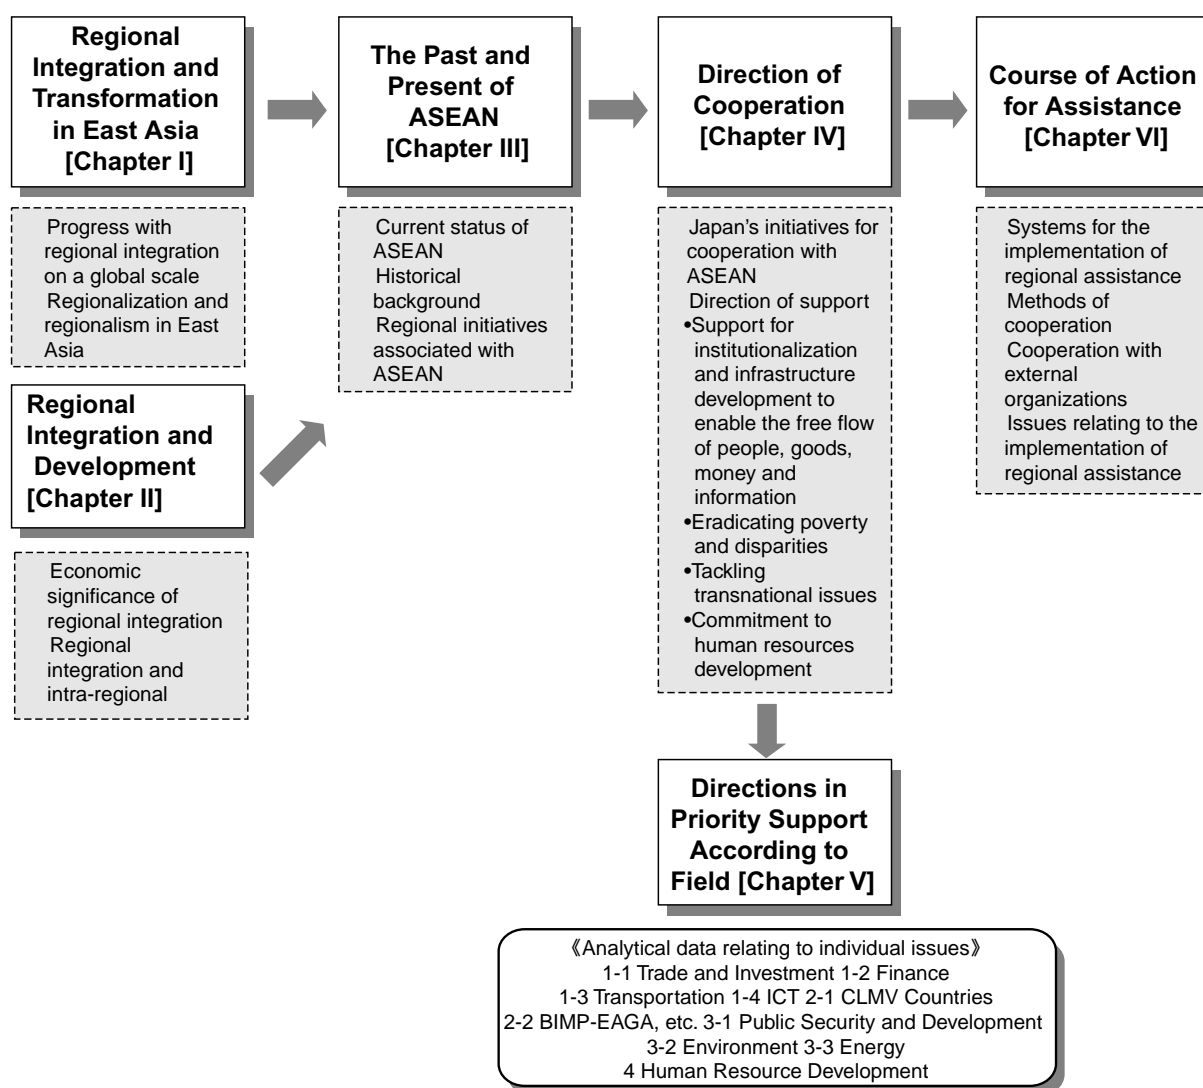 Regional
Integration and
Transformation
in East Asia
[Chapter I]
Progress with
regional integration
on a global scale
Regionalization and
regionalism in East
Asia
Regional
Integration and
Development
[Chapter II]
Economic
significance of
regional integration
Regional
integration and
intra-regional
The Past and
Present of
ASEAN
[Chapter III]
Current status of
ASEAN
Historical
background
Regional initiatives
associated with
ASEAN
Direction of
Cooperation
[Chapter IV]
Japan's initiatives for
cooperation with
ASEAN
Direction of support
•Support for
institutionalization
and infrastructure
development to
enable the free flow
of people, goods,
money and
information
•Eradicating poverty
and disparities
•Tackling
transnational issues
•Commitment to
human resources
development
Directions in
Priority Support
According to
Field [Chapter V]
《Analytical data relating to individual issues》
1-1 Trade and Investment 1-2 Finance
1-3 Transportation 1-4 ICT 2-1 CLMV Countries
2-2 BIMP-EAGA, etc. 3-1 Public Security and Development
3-2 Environment 3-3 Energy
4 Human Resource Development
Course of Action
for Assistance
[Chapter VI]
Systems for the
implementation of
regional assistance
Methods of
cooperation
Cooperation with
external
organizations
Issues relating to the
implementation of
regional assistance